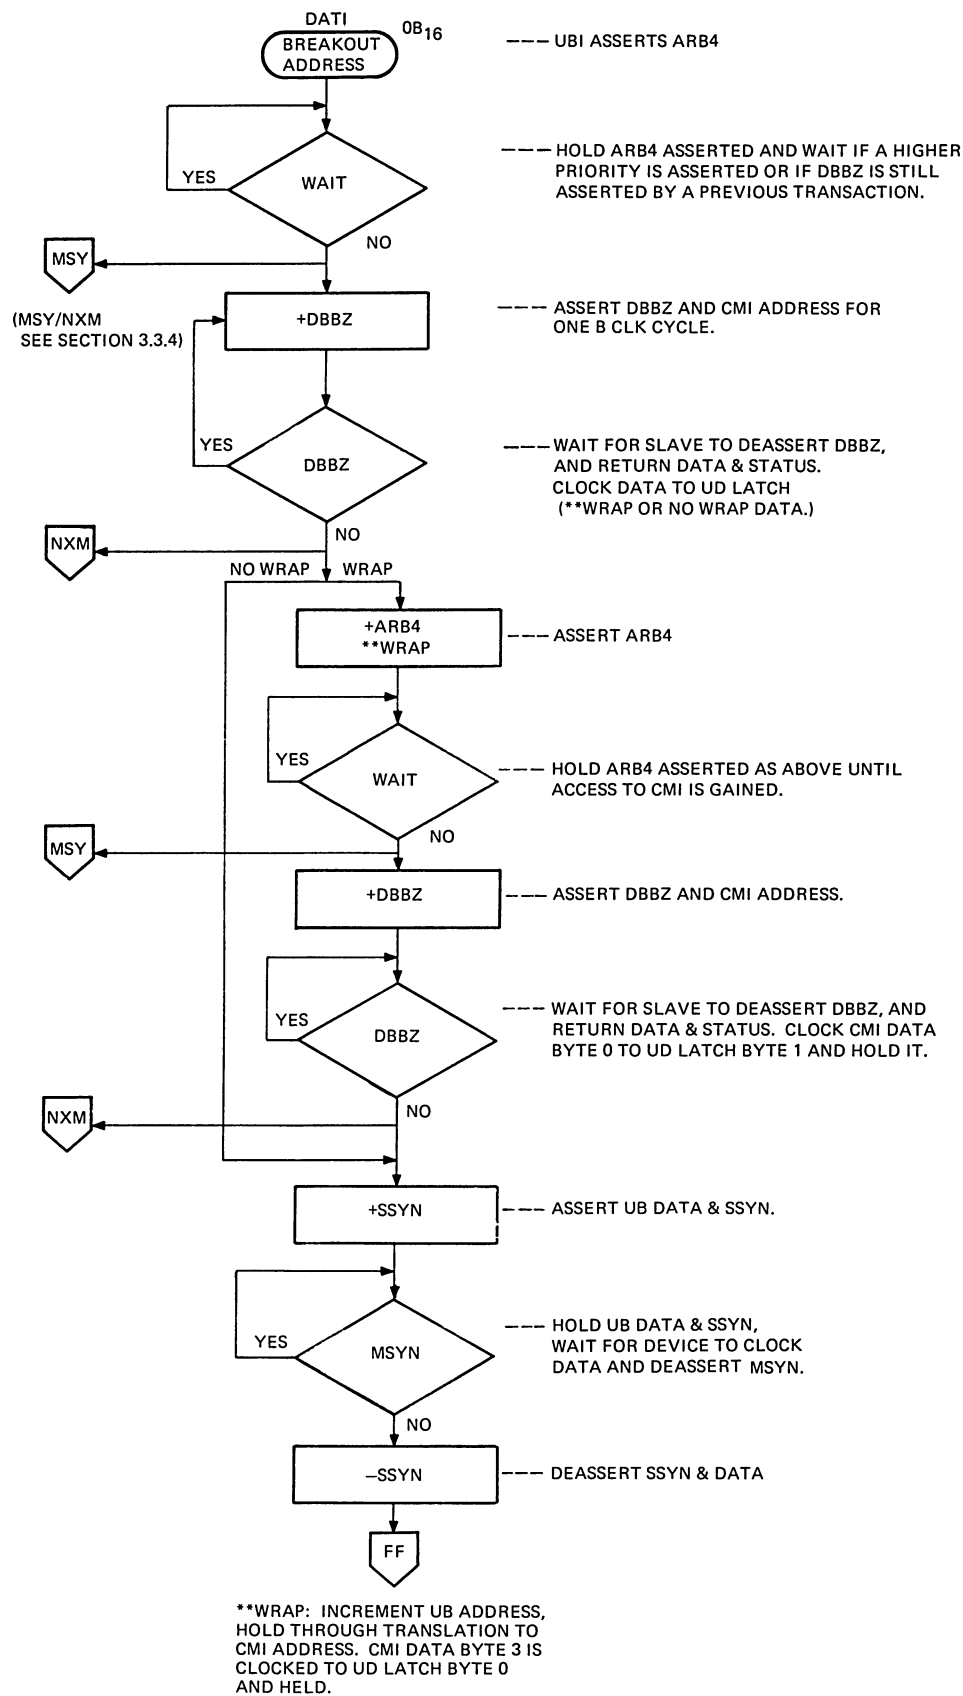 DATI
BREAKOUT
ADDRESS
0B16
--- UBI ASSERTS ARB4
WAIT
YES
NO
--- HOLD ARB4 ASSERTED AND WAIT IF A HIGHER
PRIORITY IS ASSERTED OR IF DBBZ IS STILL
ASSERTED BY A PREVIOUS TRANSACTION.
MSY
(MSY/NXM
SEE SECTION 3.3.4)
+DBBZ
--- ASSERT DBBZ AND CMI ADDRESS FOR
ONE B CLK CYCLE.
YES
DBBZ
NO
--- WAIT FOR SLAVE TO DEASSERT DBBZ,
AND RETURN DATA & STATUS.
CLOCK DATA TO UD LATCH
(**WRAP OR NO WRAP DATA.)
NXM
NO WRAP
WRAP
+ARB4
**WRAP
--- ASSERT ARB4
YES
WAIT
NO
--- HOLD ARB4 ASSERTED AS ABOVE UNTIL
ACCESS TO CMI IS GAINED.
MSY
+DBBZ
--- ASSERT DBBZ AND CMI ADDRESS.
YES
DBBZ
NO
--- WAIT FOR SLAVE TO DEASSERT DBBZ, AND
RETURN DATA & STATUS. CLOCK CMI DATA
BYTE 0 TO UD LATCH BYTE 1 AND HOLD IT.
NXM
+SSYN
--- ASSERT UB DATA & SSYN.
YES
MSYN
NO
--- HOLD UB DATA & SSYN,
WAIT FOR DEVICE TO CLOCK
DATA AND DEASSERT MSYN.
–SSYN
--- DEASSERT SSYN & DATA
FF
**WRAP: INCREMENT UB ADDRESS,
HOLD THROUGH TRANSLATION TO
CMI ADDRESS. CMI DATA BYTE 3 IS
CLOCKED TO UD LATCH BYTE 0
AND HELD.